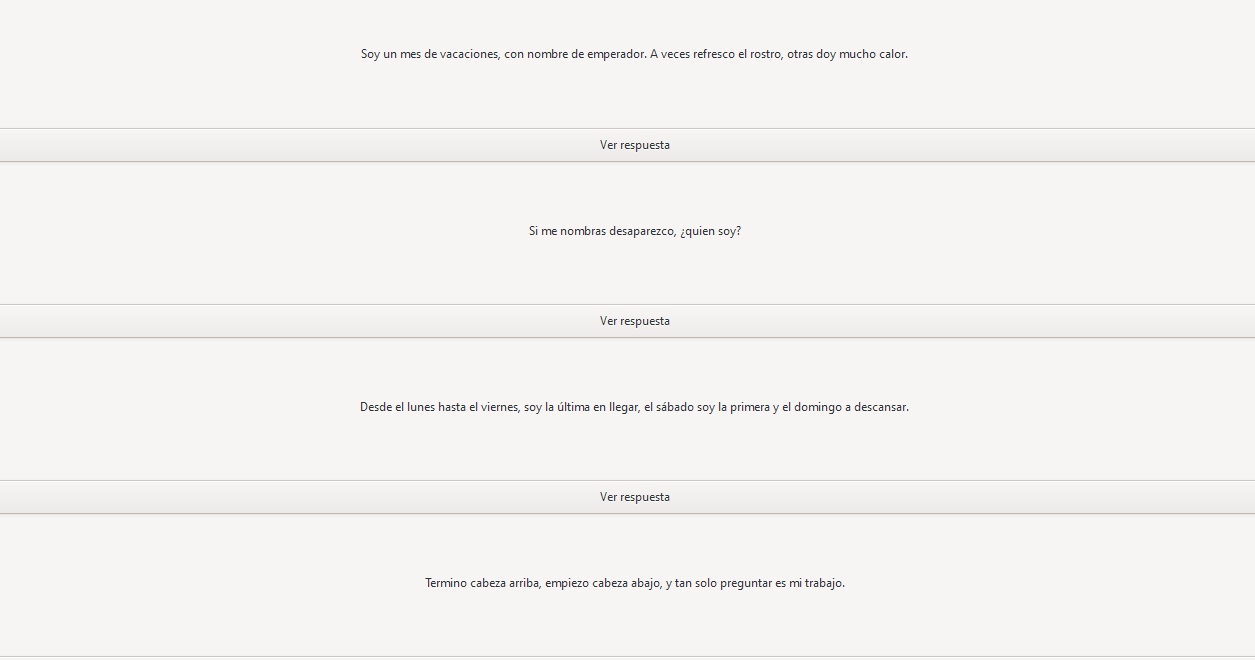 Soy un mes de vacaciones, con nombre de emperador. A veces refresco el rostro, otras doy mucho calor.
Ver respuesta
Si me nombras desaparezco, ¿quien soy?
Ver respuesta
Desde el lunes hasta el viernes, soy la última en llegar, el sábado soy la primera y el domingo a descansar.
Ver respuesta
Termino cabeza arriba, empiezo cabeza abajo, y tan solo preguntar es mi trabajo.